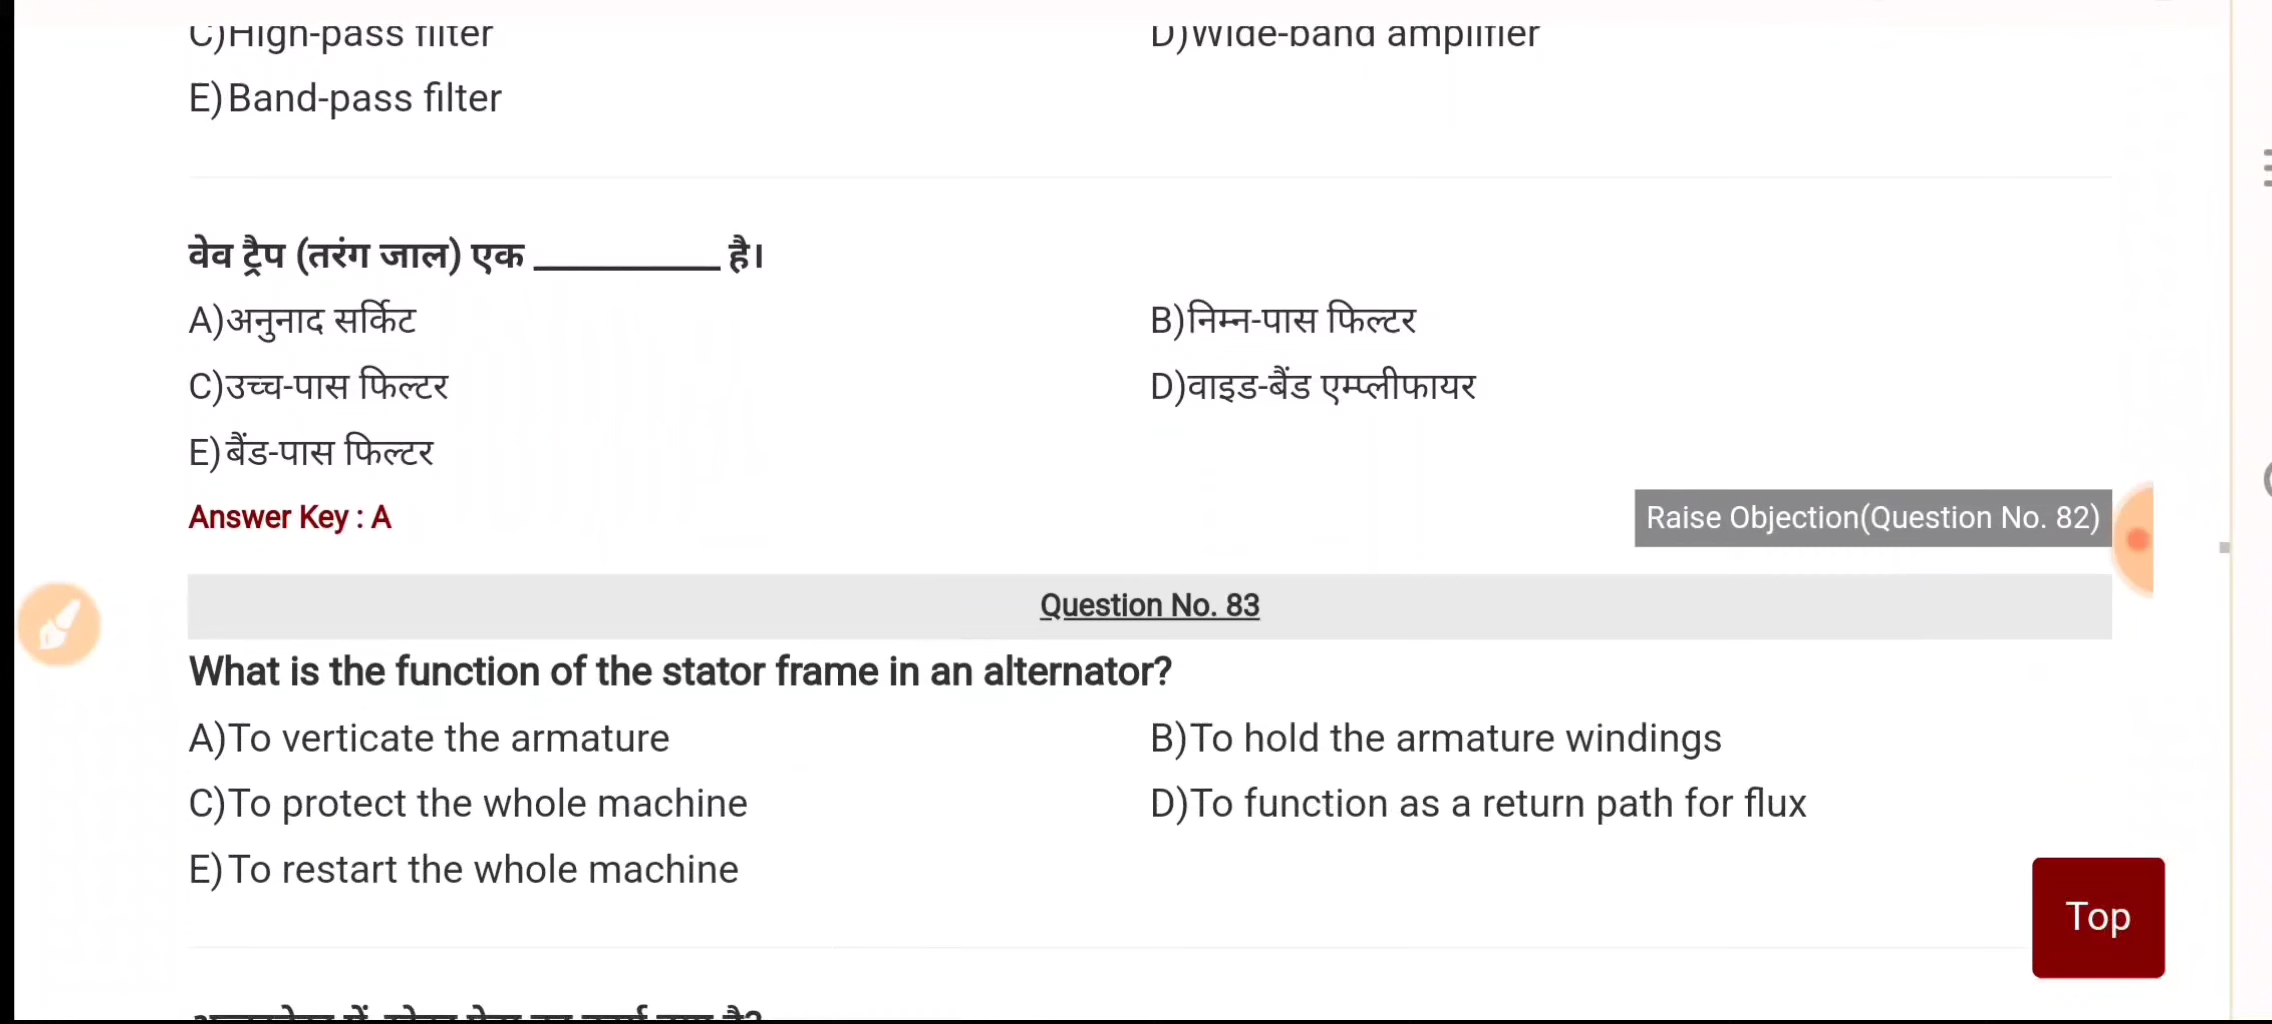 C)High-pass filter
D)Wide-band amplifier
E)Band-pass filter
वेव ट्रैप (तरंग जाल) एक __________ है।
A)अनुनाद सर्किट
B)निम्न-पास फिल्टर
C)उच्च-पास फिल्टर
D)वाइड-बैंड एम्प्लीफायर
E)बैंड-पास फिल्टर
Answer Key : A
Raise Objection(Question No. 82)
Question No. 83
What is the function of the stator frame in an alternator?
A)To verticate the armature
B)To hold the armature windings
C)To protect the whole machine
D)To function as a return path for flux
E)To restart the whole machine
Top